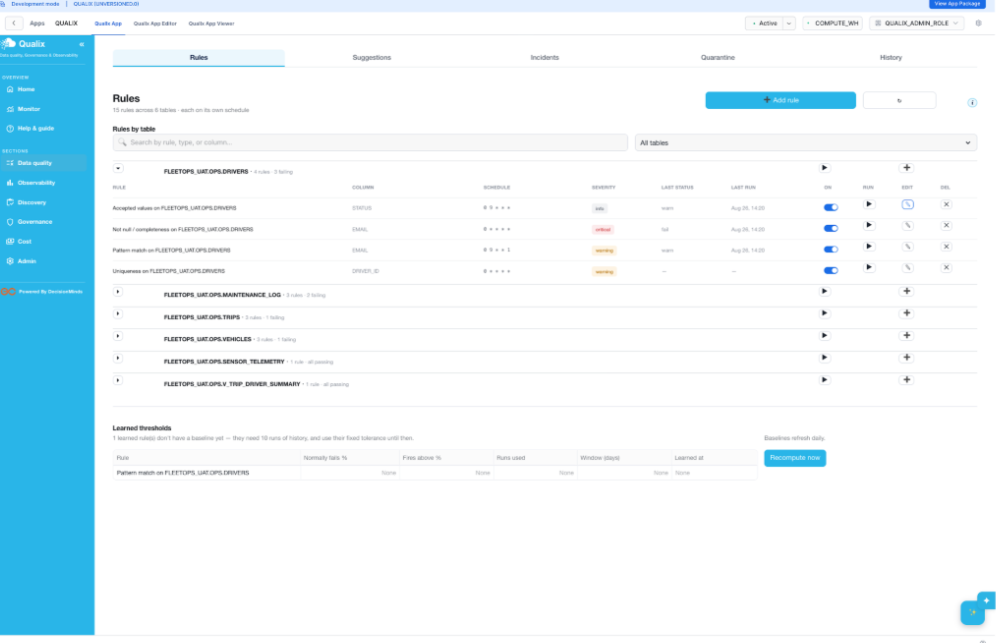 Development mode | QUALIX (UNVERSIONED.0)
View App Package
Apps QUALIX Qualix App Qualix App Editor Qualix App Viewer
Active COMPUTE_WH QUALIX_ADMIN_ROLE
Qualix
Data quality, Governance & Observability
OVERVIEW
Home
Monitor
Help & guide
SECTIONS
Data quality
Observability
Discovery
Governance
Cost
Admin
Powered By DecisionMinds
Rules Suggestions Incidents Quarantine History
Rules
15 rules across 6 tables · each on its own schedule
Add rule
Rules by table
Search by rule, type, or column...
All tables
FLEETOPS_UAT.OPS.DRIVERS · 4 rules · 3 failing
RULE COLUMN SCHEDULE SEVERITY LAST STATUS LAST RUN ON RUN EDIT DEL
Accepted values on FLEETOPS_UAT.OPS.DRIVERS STATUS info warn Aug 26, 14:20
Not null / completeness on FLEETOPS_UAT.OPS.DRIVERS EMAIL critical fail Aug 26, 14:20
Pattern match on FLEETOPS_UAT.OPS.DRIVERS EMAIL warning warn Aug 26, 14:20
Uniqueness on FLEETOPS_UAT.OPS.DRIVERS DRIVER_ID warning — —
FLEETOPS_UAT.OPS.MAINTENANCE_LOG · 3 rules · 2 failing
FLEETOPS_UAT.OPS.TRIPS · 3 rules · 1 failing
FLEETOPS_UAT.OPS.VEHICLES · 3 rules · 1 failing
FLEETOPS_UAT.OPS.SENSOR_TELEMETRY · 1 rule · all passing
FLEETOPS_UAT.OPS.V_TRIP_DRIVER_SUMMARY · 1 rule · all passing
Learned thresholds
1 learned rule(s) don't have a baseline yet — they need 10 runs of history, and use their fixed tolerance until then.
Baselines refresh daily.
Recompute now
Rule Normally fails % Fires above % Runs used Window (days) Learned at
Pattern match on FLEETOPS_UAT.OPS.DRIVERS None None None None None